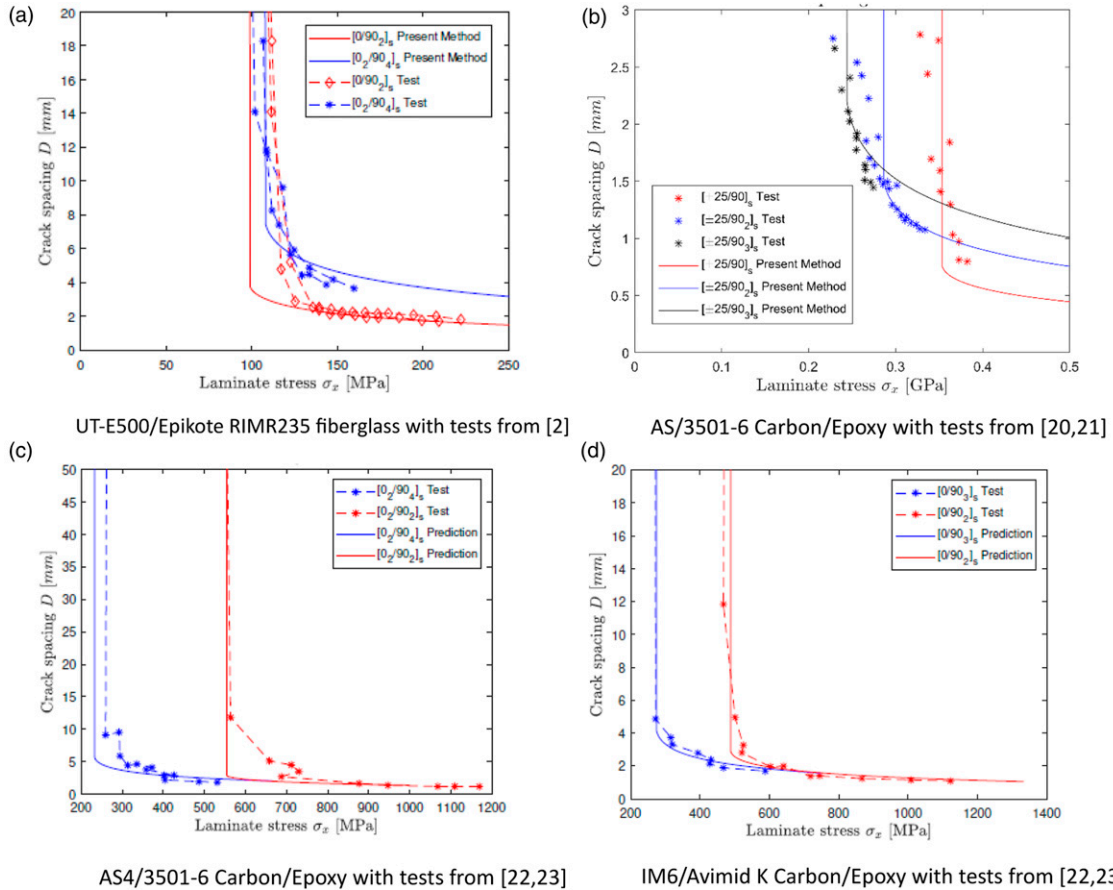 (a)
20
18
16
14
12
10
8
6
4
2
0
Crack spacing D [mm]
[0/90₂]ₛ Present Method
[0₂/90₄]ₛ Present Method
[0/90₂]ₛ Test
[0₂/90₄]ₛ Test
0 50 100 150 200 250
Laminate stress σₓ [MPa]
UT-E500/Epikote RIMR235 fiberglass with tests from [2]
(b)
3
2.5
2
1.5
1
0.5
0
Crack spacing D [mm]
[+25/90]ₛ Test
[±25/90₂]ₛ Test
[±25/90₃]ₛ Test
[+25/90]ₛ Present Method
[±25/90₂]ₛ Present Method
[±25/90₃]ₛ Present Method
0 0.1 0.2 0.3 0.4 0.5
Laminate stress σₓ [GPa]
AS/3501-6 Carbon/Epoxy with tests from [20,21]
(c)
50
45
40
35
30
25
20
15
10
5
0
Crack spacing D [mm]
[0₂/90₄]ₛ Test
[0₂/90₂]ₛ Test
[0₂/90₄]ₛ Prediction
[0₂/90₂]ₛ Prediction
200 300 400 500 600 700 800 900 1000 1100 1200
Laminate stress σₓ [MPa]
AS4/3501-6 Carbon/Epoxy with tests from [22,23]
(d)
20
18
16
14
12
10
8
6
4
2
0
Crack spacing D [mm]
[0/90₃]ₛ Test
[0/90₂]ₛ Test
[0/90₃]ₛ Prediction
[0/90₂]ₛ Prediction
200 400 600 800 1000 1200 1400
Laminate stress σₓ [MPa]
IM6/Avimid K Carbon/Epoxy with tests from [22,23